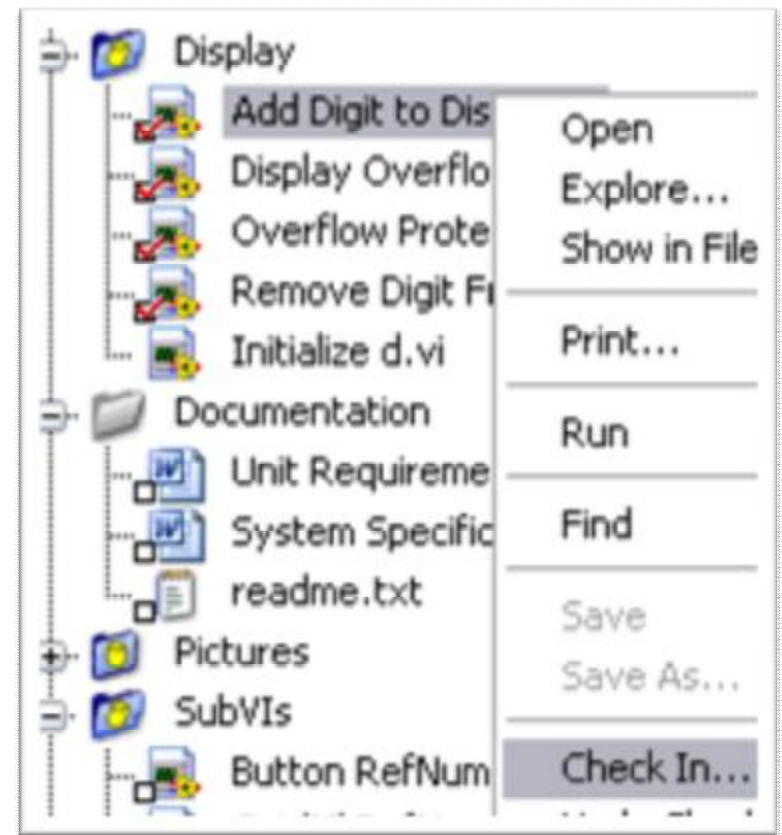 Display
Add Digit to Dis
Display Overflo
Overflow Prote
Remove Digit F
Initialize d.vi
Documentation
Unit Requireme
System Specific
readme.txt
Pictures
SubVIs
Button RefNum
Open
Explore...
Show in File
Print...
Run
Find
Save
Save As...
Check In...